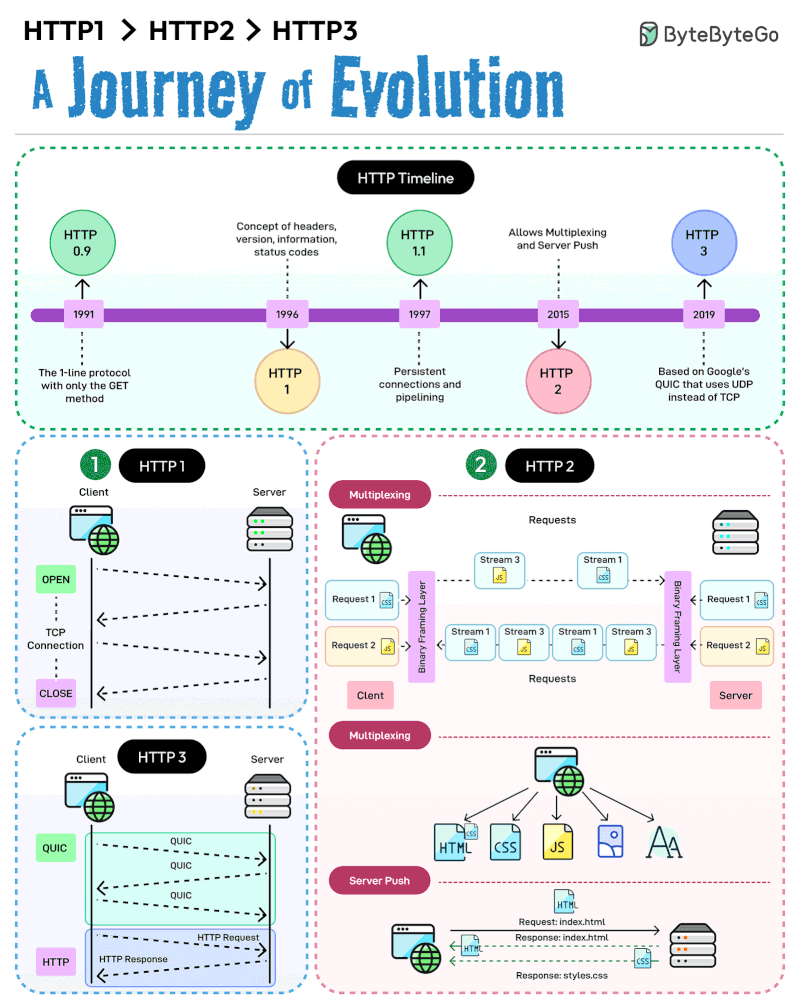 HTTP1 > HTTP2 > HTTP3
ByteByteGo
A Journey of Evolution
HTTP Timeline
HTTP
0.9
Concept of headers,
version, information,
status codes
HTTP
1.1
Allows Multiplexing
and Server Push
HTTP
3
1991
1996
1997
2015
2019
The 1-line protocol
with only the GET
method
HTTP
1
Persistent
connections and
pipelining
HTTP
2
Based on Google's
QUIC that uses UDP
instead of TCP
1
HTTP 1
Client
Server
OPEN
TCP
Connection
CLOSE
2
HTTP 2
Multiplexing
Requests
Stream 3
JS
Stream 1
CSS
Request 1
CSS
Request 2
JS
Binary Framing Layer
Stream 1
CSS
Stream 3
JS
Stream 1
CSS
Stream 3
JS
Binary Framing Layer
Request 1
CSS
Request 2
JS
Requests
Clent
Server
Multiplexing
HTML
CSS
CSS
JS
AA
Server Push
HTML
Request: index.html
Response: index.html
HTML
CSS
Response: styles.css
HTTP 3
Client
Server
QUIC
QUIC
QUIC
QUIC
HTTP
HTTP Request
HTTP Response